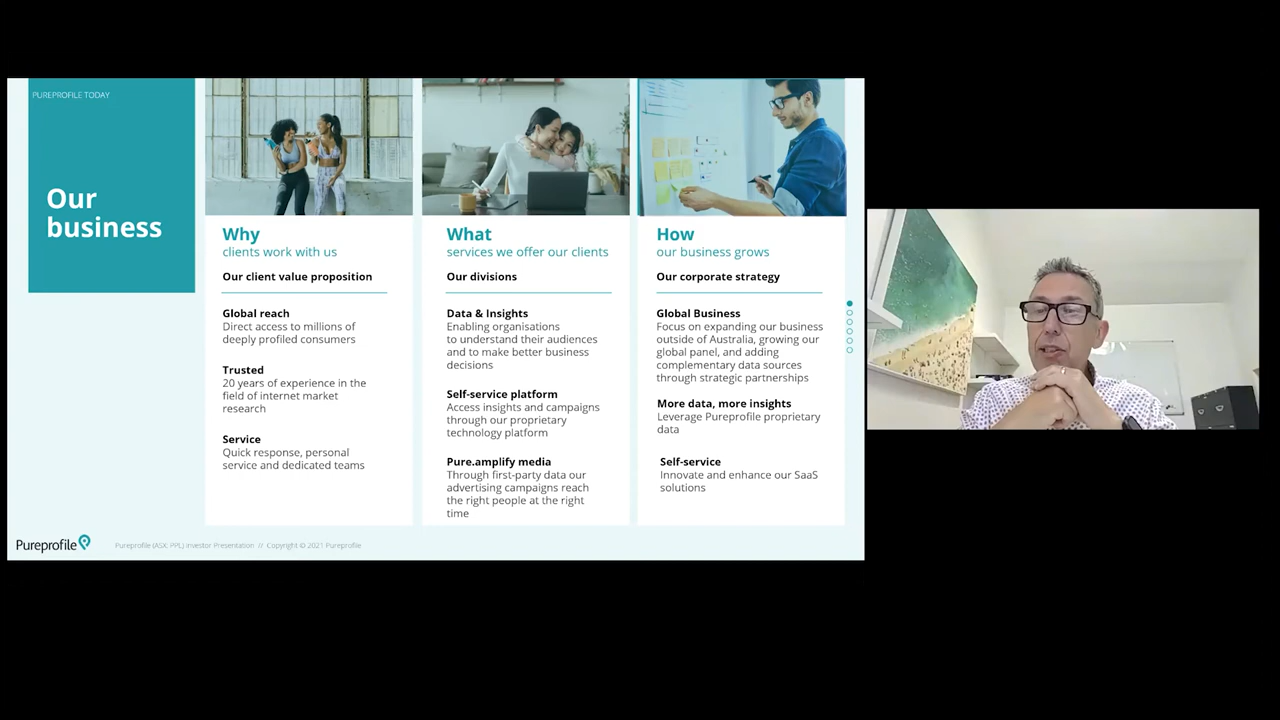 PUREPROFILE TODAY
Our
business
Why
clients work with us
Our client value proposition
Global reach
Direct access to millions of
deeply profiled consumers
Trusted
20 years of experience in the
field of internet market
research
Service
Quick response, personal
service and dedicated teams
What
services we offer our clients
Our divisions
Data & Insights
Enabling organisations
to understand their audiences
and to make better business
decisions
Self-service platform
Access insights and campaigns
through our proprietary
technology platform
Pure.amplify media
Through first-party data our
advertising campaigns reach
the right people at the right
time
How
our business grows
Our corporate strategy
Global Business
Focus on expanding our business
outside of Australia, growing our
global panel, and adding
complementary data sources
through strategic partnerships
More data, more insights
Leverage Pureprofile proprietary
data
Self-service
Innovate and enhance our SaaS
solutions
Pureprofile
Pureprofile (ASX: PPL) Investor Presentation // Copyright © 2021 Pureprofile